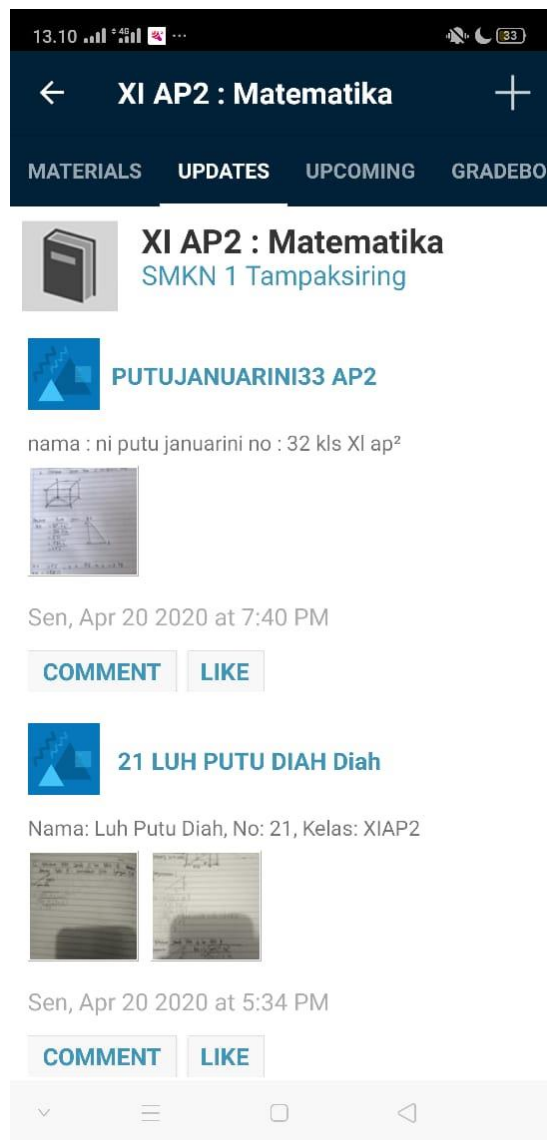 13.10
4G
33
XI AP2 : Matematika
MATERIALS UPDATES UPCOMING GRADEBO
XI AP2 : Matematika
SMKN 1 Tampaksiring
PUTUJANUARINI33 AP2
nama : ni putu januarini no : 32 kls Xl ap²
Sen, Apr 20 2020 at 7:40 PM
COMMENT LIKE
21 LUH PUTU DIAH Diah
Nama: Luh Putu Diah, No: 21, Kelas: XIAP2
Sen, Apr 20 2020 at 5:34 PM
COMMENT LIKE